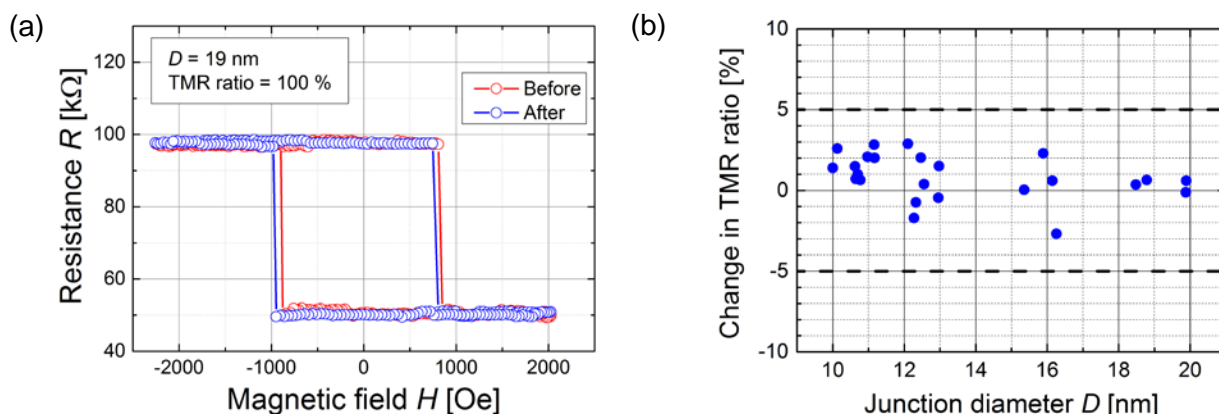 (a)
D = 19 nm
TMR ratio = 100 %
Before
After
Resistance R [kΩ]
120
100
80
60
40
-2000 -1000 0 1000 2000
Magnetic field H [Oe]
(b)
Change in TMR ratio [%]
10
5
0
-5
-10
10 12 14 16 18 20
Junction diameter D [nm]